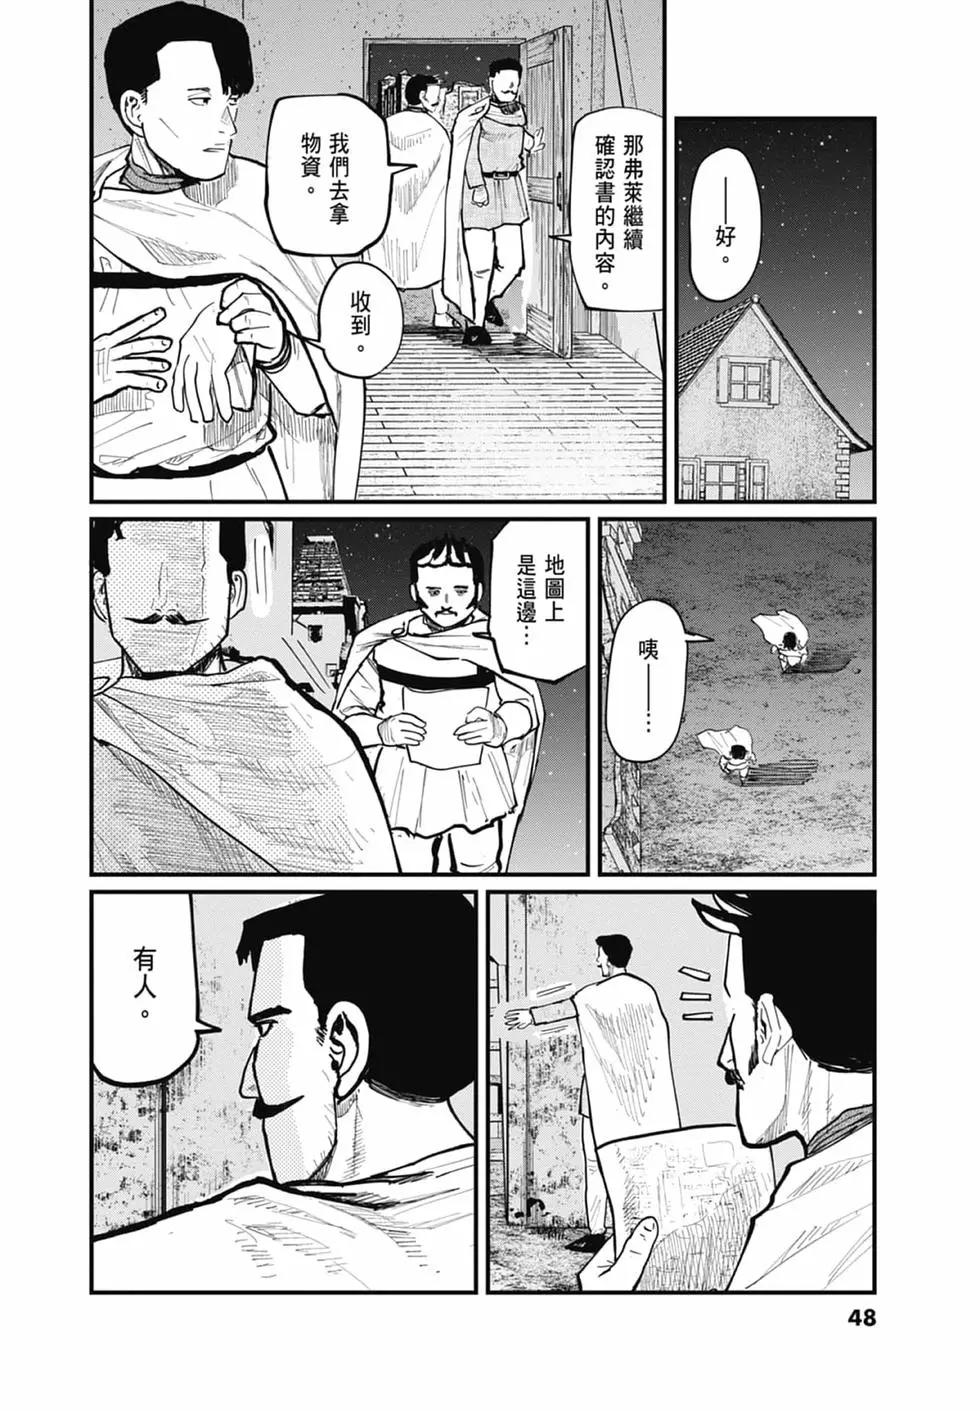 ——好。
那弗萊繼續
確認書的內容。
我們去拿
物資。
收到。
咦——…
地圖上
是這邊…
有人。
48